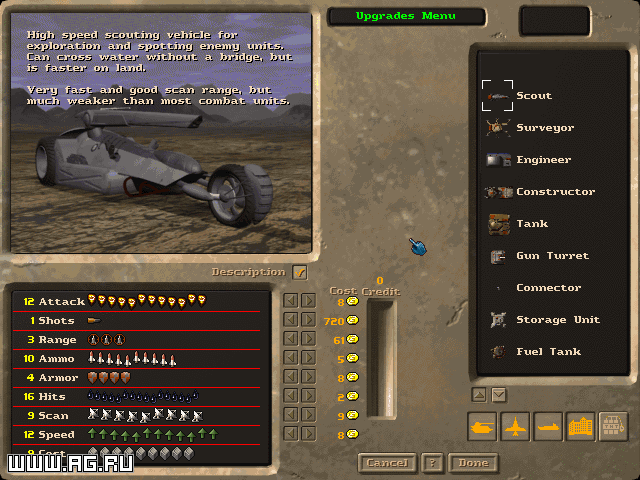 Upgrades Menu
High speed scouting vehicle for
exploration and spotting enemy units.
Can cross water without a bridge, but
is faster on land.
Very fast and good scan range, but
much weaker than most combat units.
Description
Scout
Surveyor
Engineer
Constructor
Tank
Gun Turret
Connector
Storage Unit
Fuel Tank
0
Cost Credit
12 Attack 8
1 Shots 720
3 Range 61
10 Ammo 5
4 Armor 8
16 Hits 2
9 Scan 9
12 Speed 8
9 Cost
Cancel ? Done
WWW.AG.RU